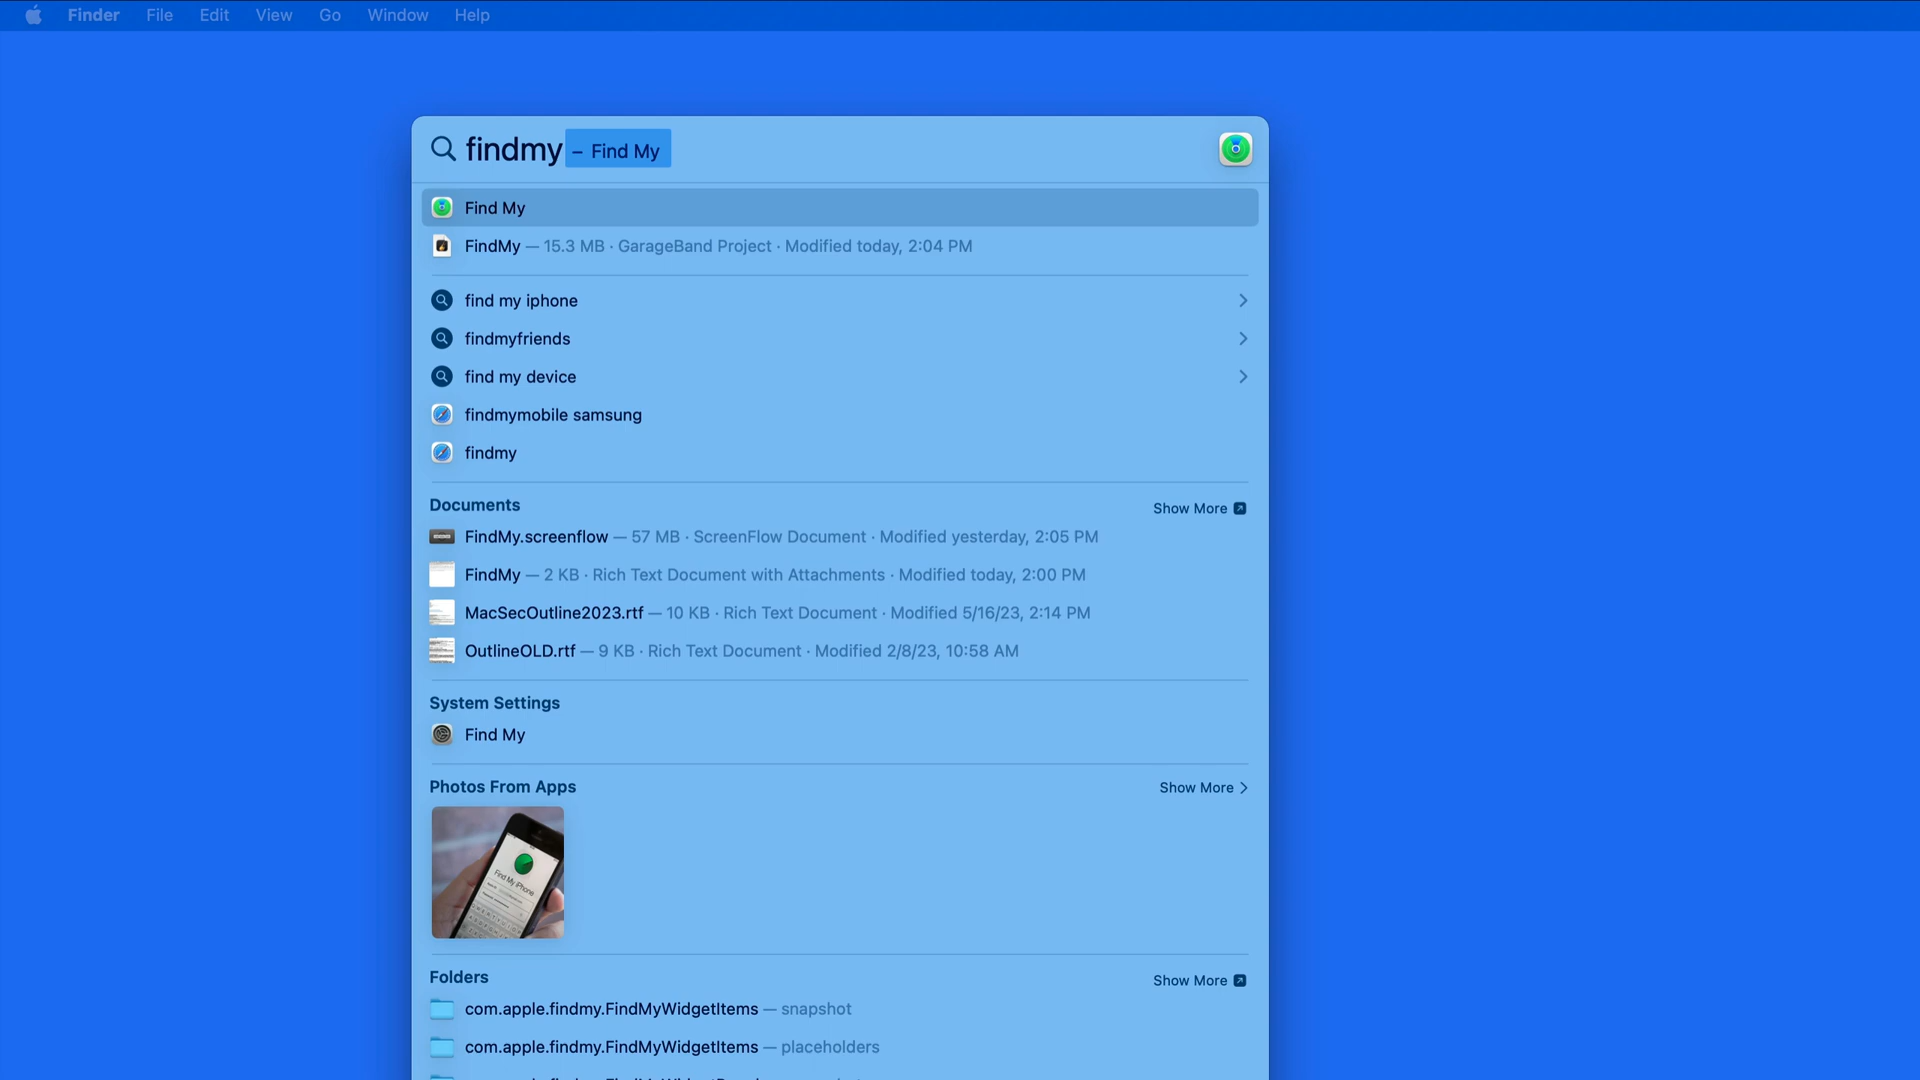 Finder File Edit View Go Window Help
findmy – Find My
Find My
FindMy — 15.3 MB · GarageBand Project · Modified today, 2:04 PM
find my iphone
findmyfriends
find my device
findmymobile samsung
findmy
Documents Show More
FindMy.screenflow — 57 MB · ScreenFlow Document · Modified yesterday, 2:05 PM
FindMy — 2 KB · Rich Text Document with Attachments · Modified today, 2:00 PM
MacSecOutline2023.rtf — 10 KB · Rich Text Document · Modified 5/16/23, 2:14 PM
OutlineOLD.rtf — 9 KB · Rich Text Document · Modified 2/8/23, 10:58 AM
System Settings
Find My
Photos From Apps Show More
Find My iPhone
Folders Show More
com.apple.findmy.FindMyWidgetItems — snapshot
com.apple.findmy.FindMyWidgetItems — placeholders